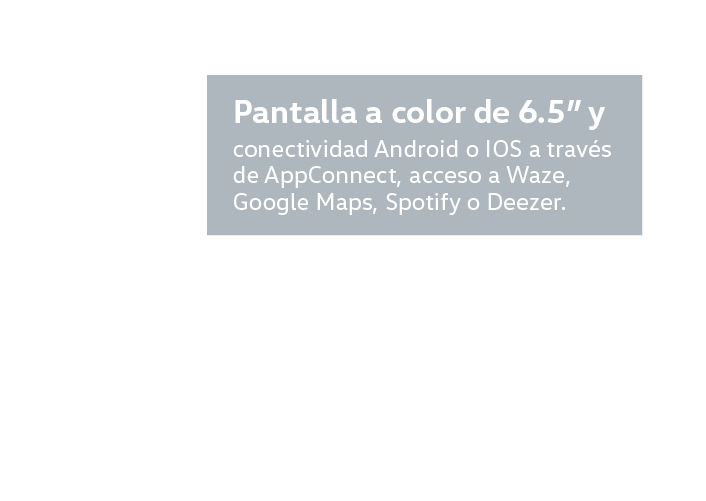 Pantalla a color de 6.5” y
conectividad Android o IOS a través
de AppConnect, acceso a Waze,
Google Maps, Spotify o Deezer.